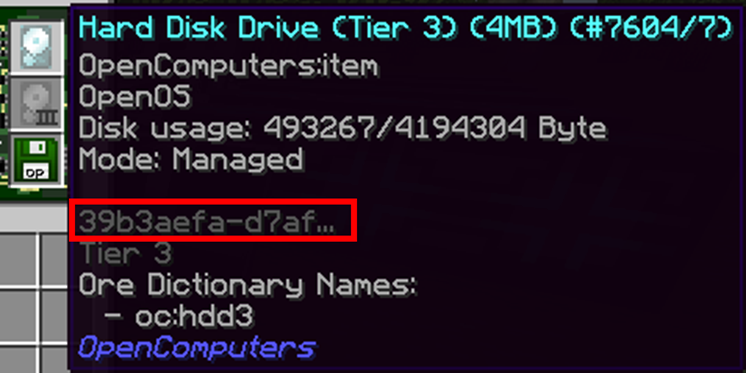 Hard Disk Drive (Tier 3) (4MB) (#7604/7)
OpenComputers:item
OpenOS
Disk usage: 493267/4194304 Byte
Mode: Managed
39b3aefa-d7af...
Tier 3
Ore Dictionary Names:
- oc:hdd3
OpenComputers
OP